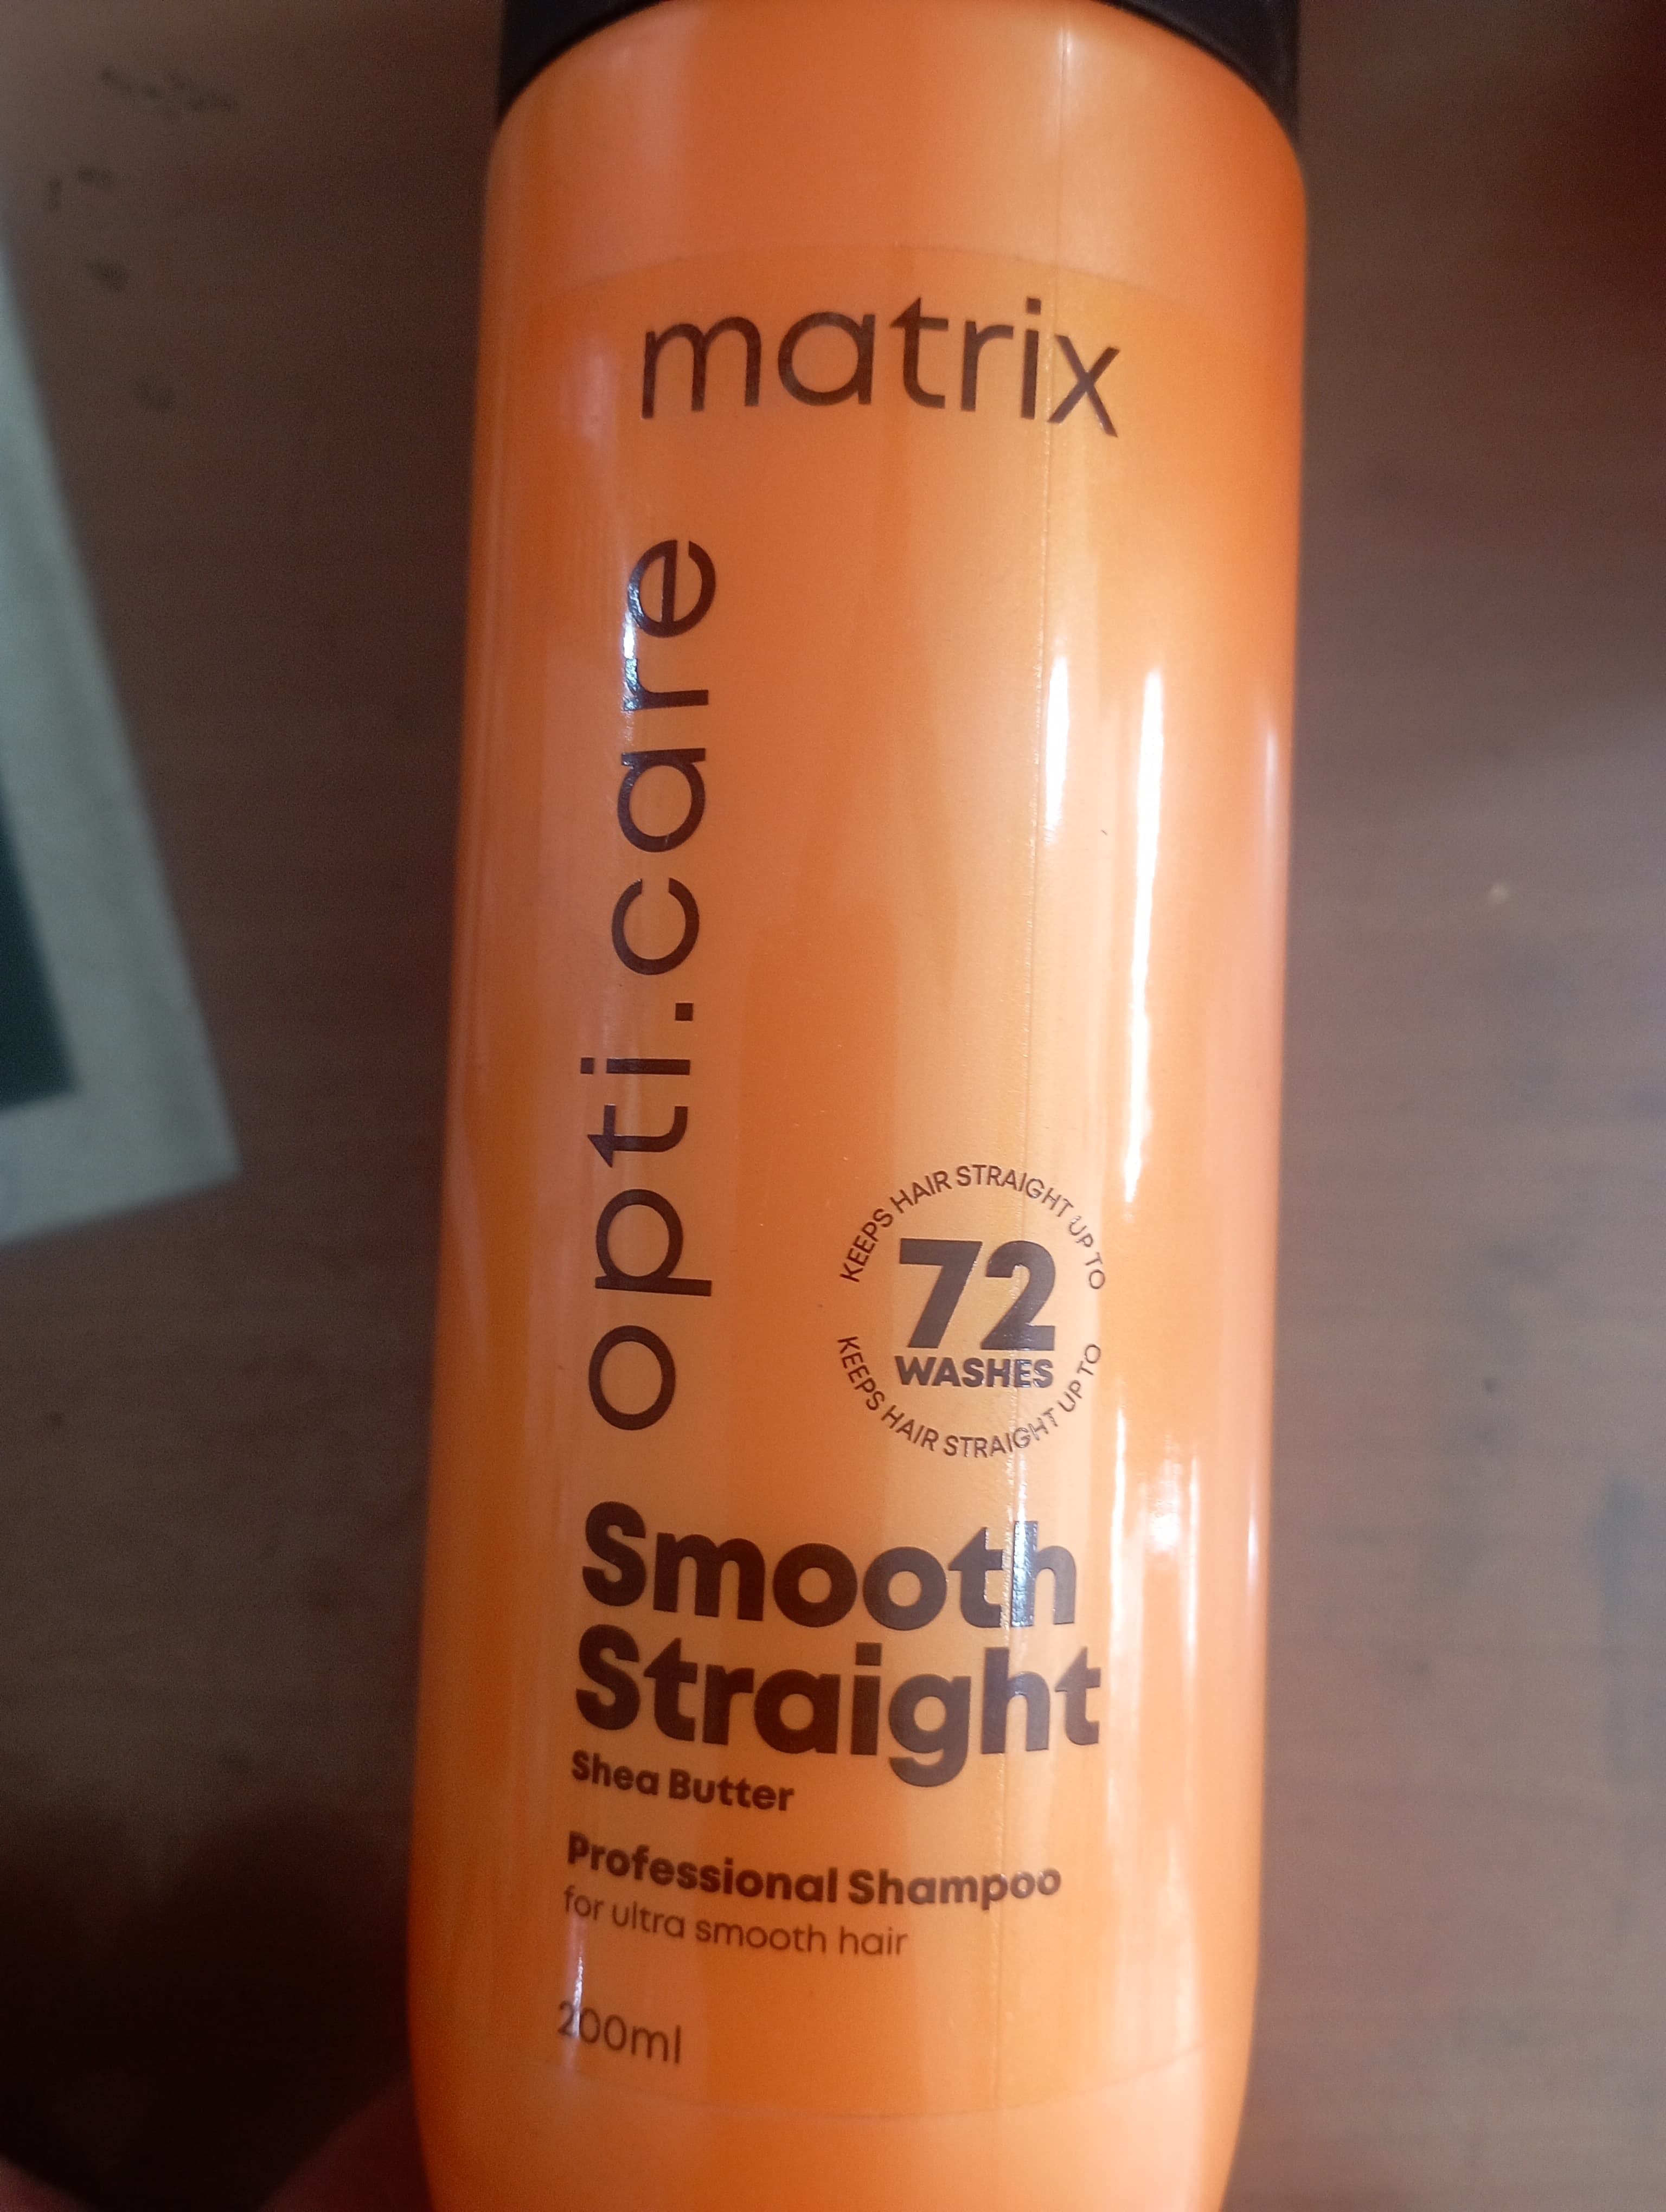 matrix
opti.care
KEEPS HAIR STRAIGHT UP TO
72
WASHES
KEEPS HAIR STRAIGHT UP TO
Smooth
Straight
Shea Butter
Professional Shampoo
for ultra smooth hair
200ml